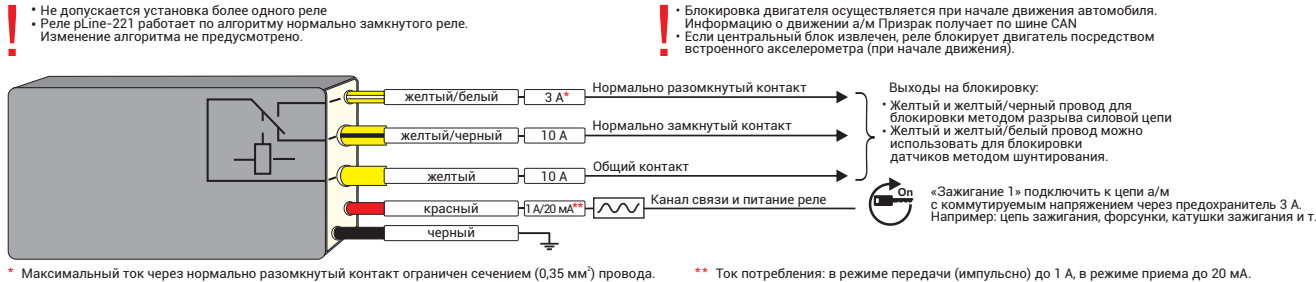 • Не допускается установка более одного реле
• Реле pLine-221 работает по алгоритму нормально замкнутого реле.
Изменение алгоритма не предусмотрено.
• Блокировка двигателя осуществляется при начале движения автомобиля.
Информацию о движении а/м Призрак получает по шине CAN
• Если центральный блок извлечен, реле блокирует двигатель посредством
встроенного акселерометра (при начале движения).
желтый/белый 3 А* Нормально разомкнутый контакт
желтый/черный 10 А Нормально замкнутый контакт
желтый 10 А Общий контакт
красный 1 А/20 мА** Канал связи и питание реле
черный
Выходы на блокировку:
• Желтый и желтый/черный провод для
блокировки методом разрыва силовой цепи
• Желтый и желтый/белый провод можно
использовать для блокировки
датчиков методом шунтирования.
On
«Зажигание 1» подключить к цепи а/м
с коммутируемым напряжением через предохранитель 3 А.
Например: цепь зажигания, форсунки, катушки зажигания и т.
* Максимальный ток через нормально разомкнутый контакт ограничен сечением (0,35 мм²) провода.
** Ток потребления: в режиме передачи (импульсно) до 1 А, в режиме приема до 20 мА.